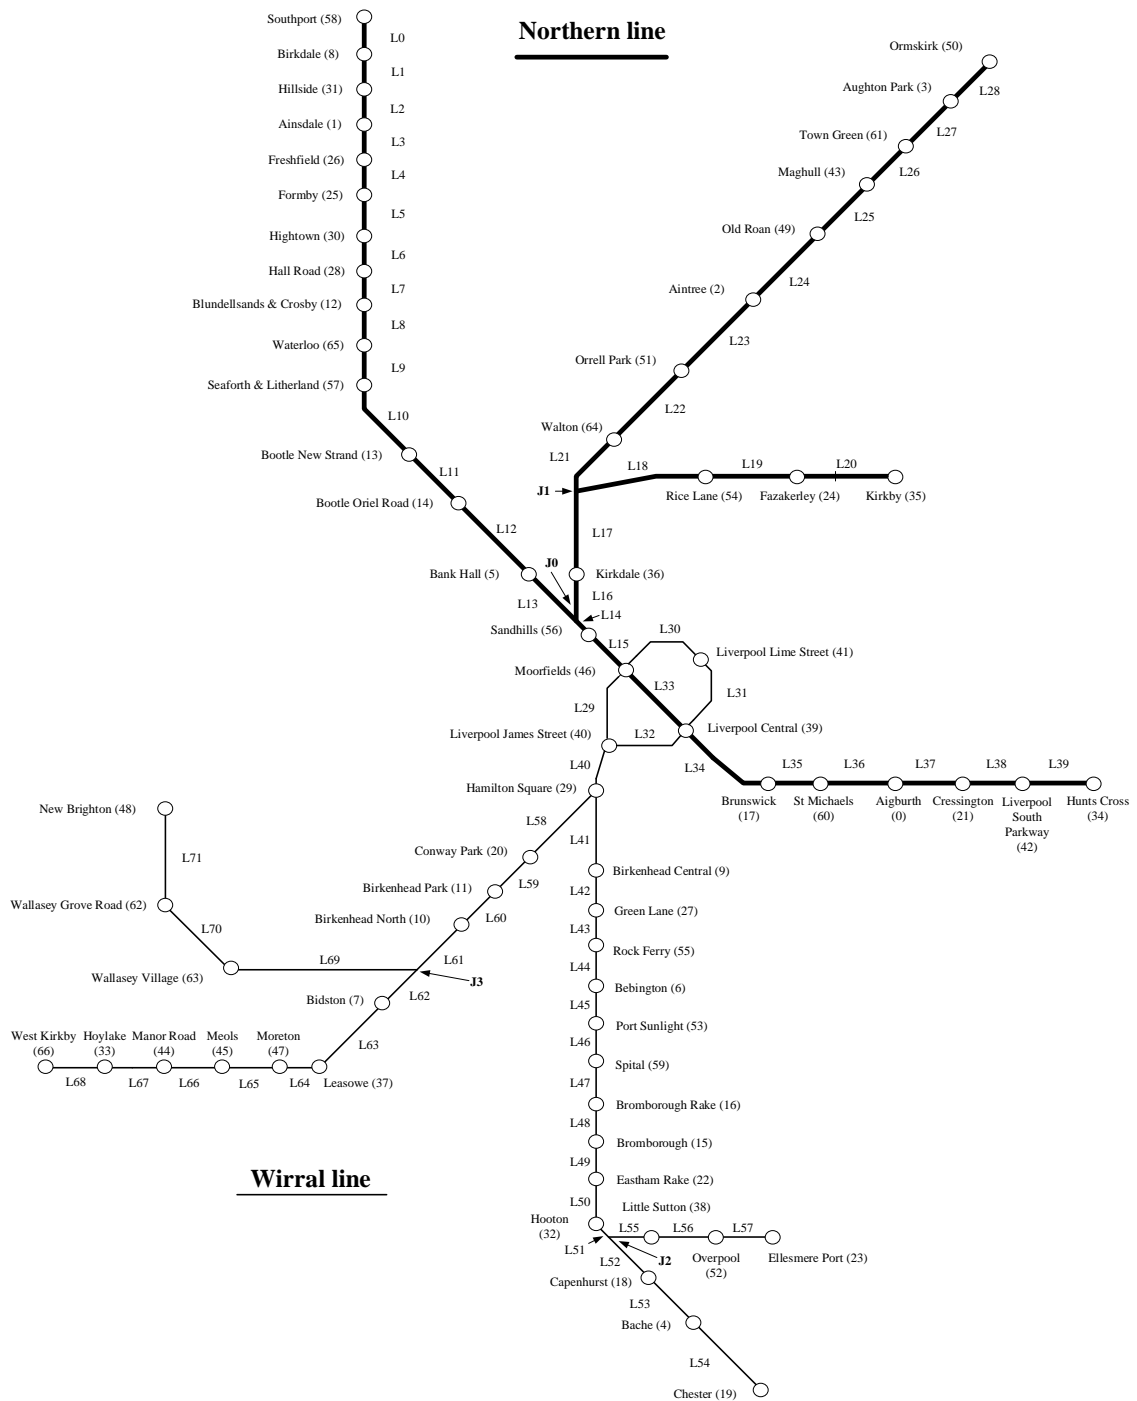 Northern line
Southport (58)
L0
Birkdale (8)
L1
Hillside (31)
L2
Ainsdale (1)
L3
Freshfield (26)
L4
Formby (25)
L5
Hightown (30)
L6
Hall Road (28)
L7
Blundellsands & Crosby (12)
L8
Waterloo (65)
L9
Seaforth & Litherland (57)
L10
Bootle New Strand (13)
L11
Bootle Oriel Road (14)
L12
Bank Hall (5)
L13
Ormskirk (50)
L28
Aughton Park (3)
L27
Town Green (61)
L26
Maghull (43)
L25
Old Roan (49)
L24
Aintree (2)
L23
Orrell Park (51)
L22
Walton (64)
L21
L18
L19
L20
J1
Rice Lane (54)
Fazakerley (24)
Kirkby (35)
L17
J0
Kirkdale (36)
L16
L14
Sandhills (56)
L15
L30
Liverpool Lime Street (41)
Moorfields (46)
L33
L31
L29
Liverpool James Street (40)
L32
Liverpool Central (39)
L40
L34
L35
L36
L37
L38
L39
Brunswick
(17)
St Michaels
(60)
Aigburth
(0)
Cressington
(21)
Liverpool
South
Parkway
(42)
Hunts Cross
(34)
Hamilton Square (29)
L58
L41
New Brighton (48)
L71
Conway Park (20)
L59
Birkenhead Central (9)
Birkenhead Park (11)
L42
Wallasey Grove Road (62)
L60
Green Lane (27)
Birkenhead North (10)
L70
L43
L61
L69
Rock Ferry (55)
Wallasey Village (63)
J3
L44
L62
Bebington (6)
Bidston (7)
L45
Port Sunlight (53)
West Kirkby
(66)
Hoylake
(33)
Manor Road
(44)
Meols
(45)
Moreton
(47)
L63
L46
Spital (59)
L68
L67
L66
L65
L64
Leasowe (37)
L47
Bromborough Rake (16)
L48
Bromborough (15)
L49
Wirral line
Eastham Rake (22)
L50
Little Sutton (38)
Hooton
(32)
L55
L56
L57
L51
J2
L52
Overpool
(52)
Ellesmere Port (23)
Capenhurst (18)
L53
Bache (4)
L54
Chester (19)